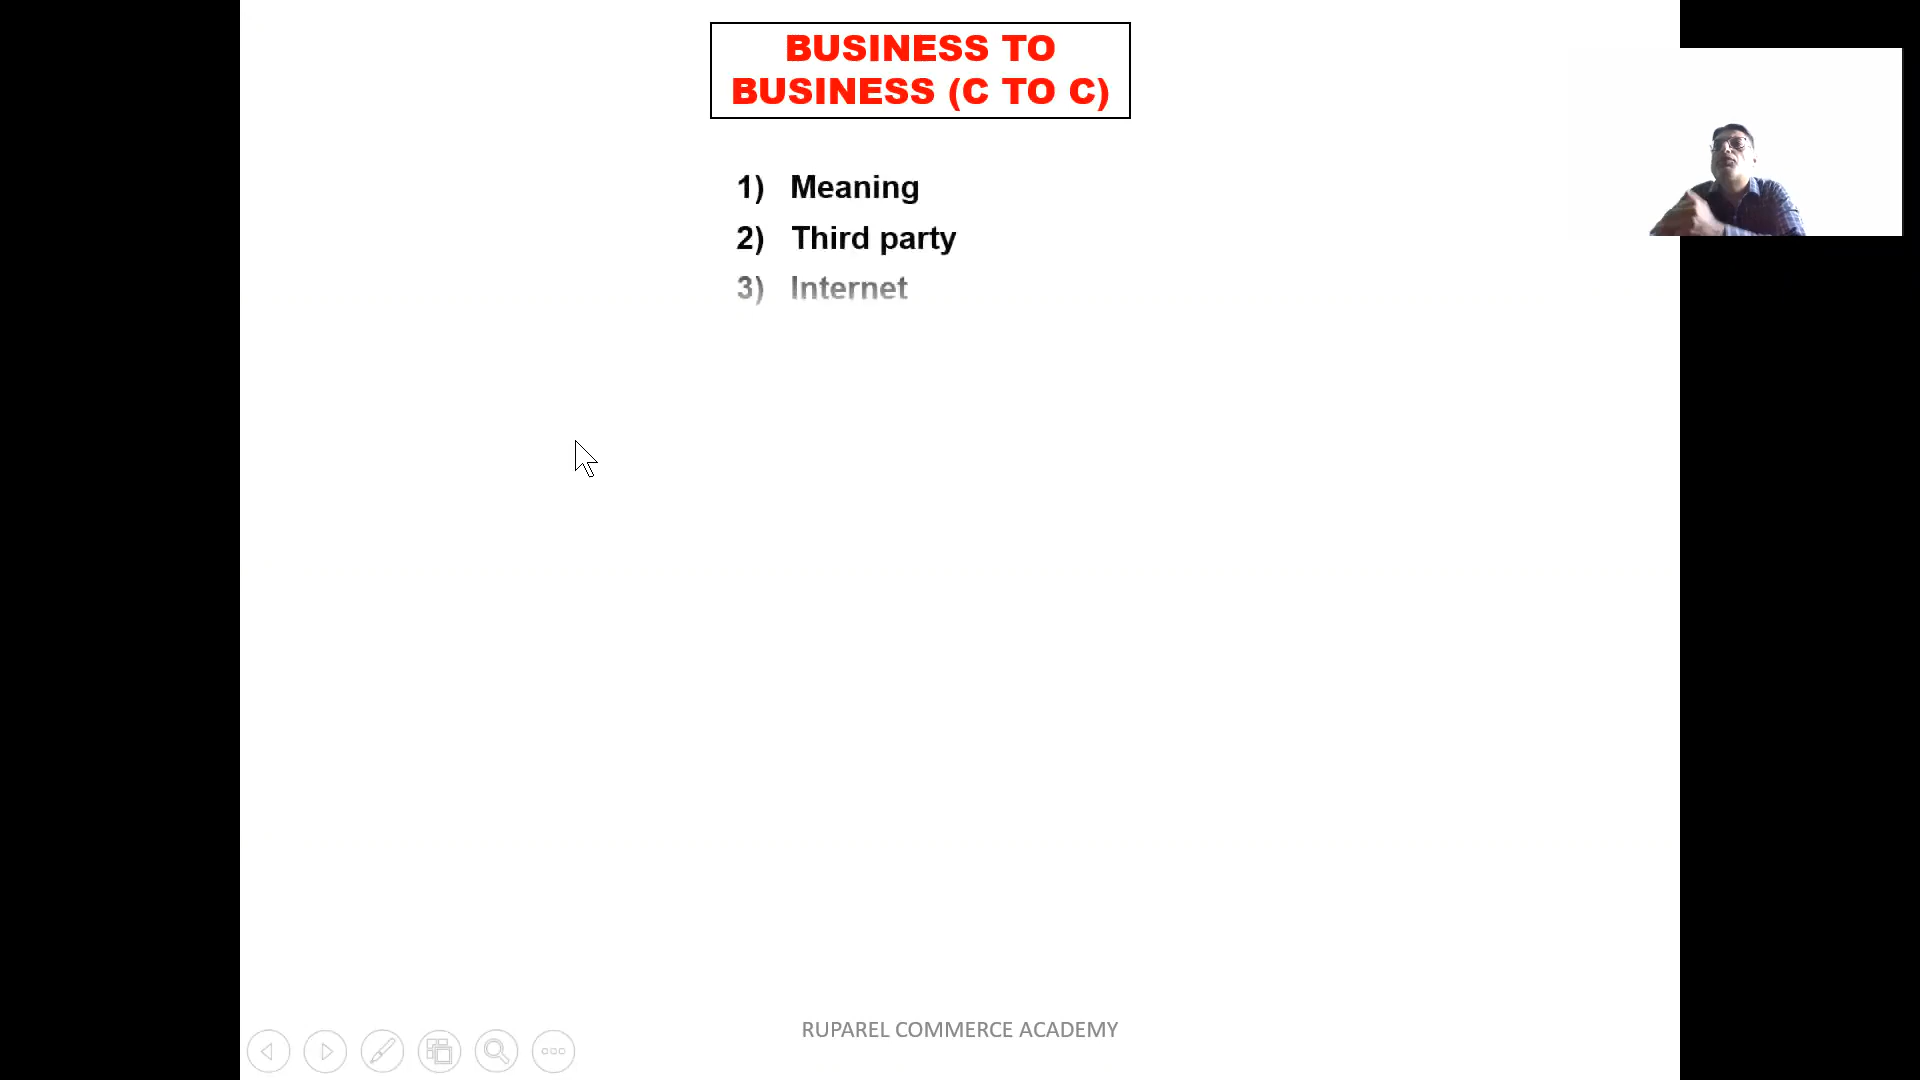 BUSINESS TO
BUSINESS (C TO C)
1) Meaning
2) Third party
3) Internet
RUPAREL COMMERCE ACADEMY